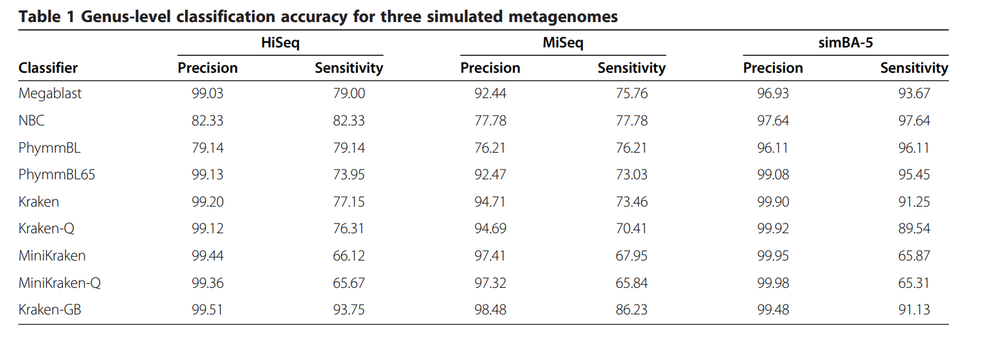 Table 1 Genus-level classification accuracy for three simulated metagenomes
HiSeq MiSeq simBA-5
Classifier Precision Sensitivity Precision Sensitivity Precision Sensitivity
Megablast 99.03 79.00 92.44 75.76 96.93 93.67
NBC 82.33 82.33 77.78 77.78 97.64 97.64
PhymmBL 79.14 79.14 76.21 76.21 96.11 96.11
PhymmBL65 99.13 73.95 92.47 73.03 99.08 95.45
Kraken 99.20 77.15 94.71 73.46 99.90 91.25
Kraken-Q 99.12 76.31 94.69 70.41 99.92 89.54
MiniKraken 99.44 66.12 97.41 67.95 99.95 65.87
MiniKraken-Q 99.36 65.67 97.32 65.84 99.98 65.31
Kraken-GB 99.51 93.75 98.48 86.23 99.48 91.13